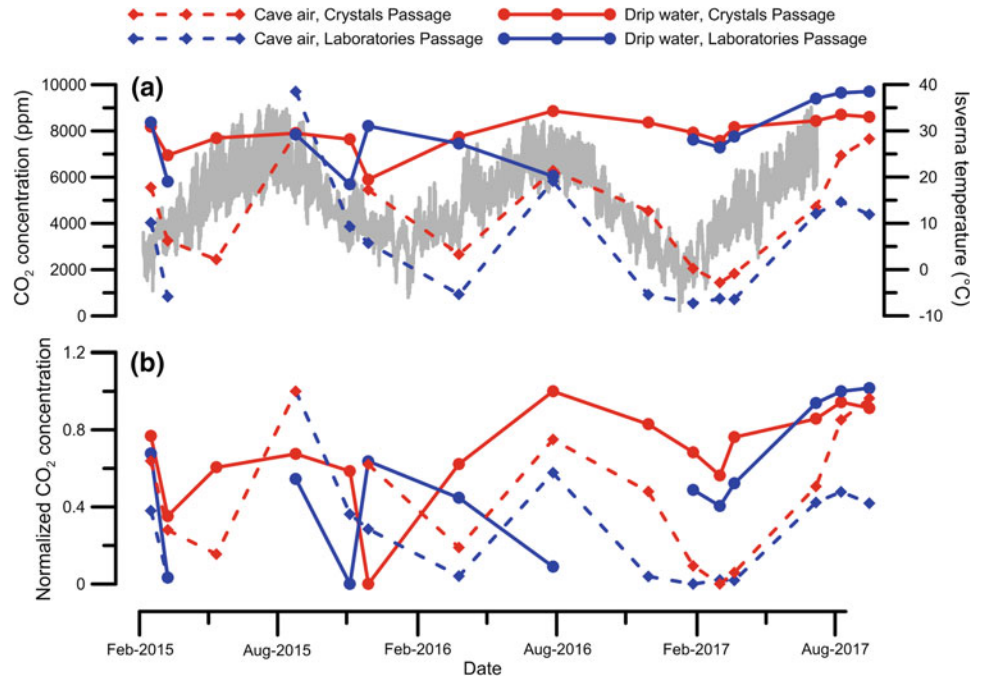 Cave air, Crystals Passage
Drip water, Crystals Passage
Cave air, Laboratories Passage
Drip water, Laboratories Passage
(a)
10000
8000
6000
4000
2000
0
CO₂ concentration (ppm)
40
30
20
10
0
-10
Isverna temperature (°C)
(b)
1.2
0.8
0.4
0
Normalized CO₂ concentration
Feb-2015
Aug-2015
Feb-2016
Aug-2016
Feb-2017
Aug-2017
Date